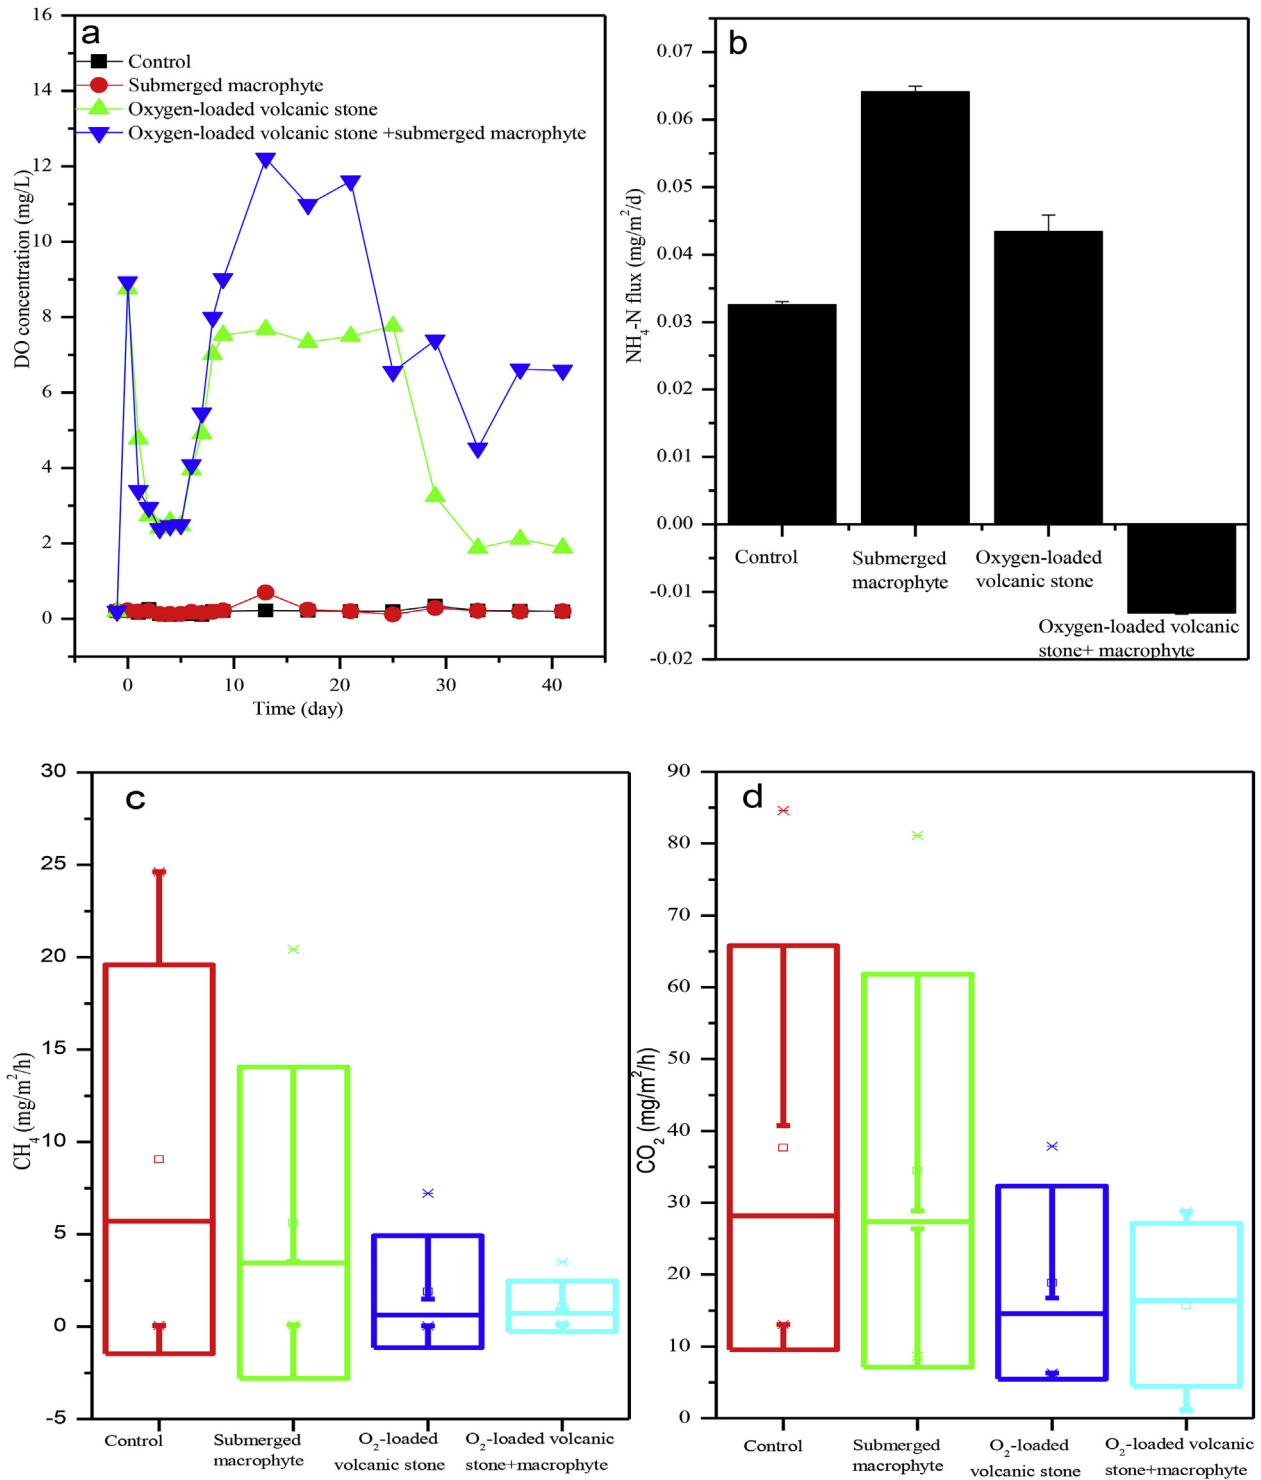 a
16
14
12
10
8
6
4
2
0
DO concentration (mg/L)
Control
Submerged macrophyte
Oxygen-loaded volcanic stone
Oxygen-loaded volcanic stone +submerged macrophyte
0 10 20 30 40
Time (day)
b
0.07
0.06
0.05
0.04
0.03
0.02
0.01
0.00
-0.01
-0.02
NH4-N flux (mg/m2/d)
Control
Submerged
macrophyte
Oxygen-loaded
volcanic stone
Oxygen-loaded volcanic
stone+ macrophyte
c
30
25
20
15
10
5
0
-5
CH4 (mg/m2/h)
Control
Submerged
macrophyte
O2-loaded
volcanic stone
O2-loaded volcanic
stone+macrophyte
d
90
80
70
60
50
40
30
20
10
0
CO2 (mg/m2/h)
Control
Submerged
macrophyte
O2-loaded
volcanic stone
O2-loaded volcanic
stone+macrophyte